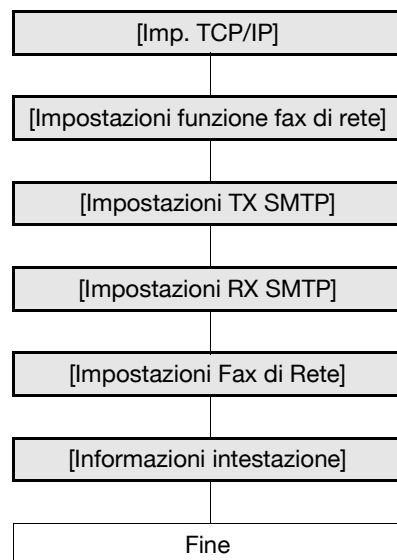 [Imp. TCP/IP]
[Impostazioni funzione fax di rete]
[Impostazioni TX SMTP]
[Impostazioni RX SMTP]
[Impostazioni Fax di Rete]
[Informazioni intestazione]
Fine